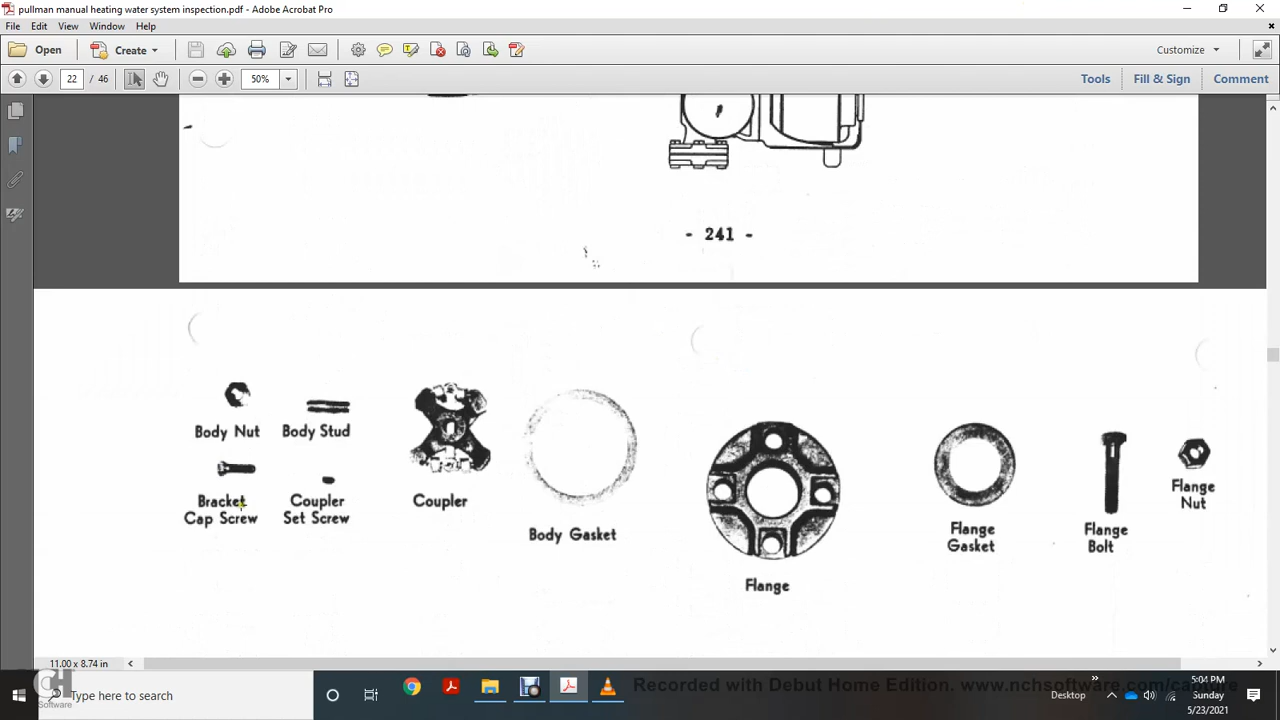 pullman manual heating water system inspection.pdf - Adobe Acrobat Pro
File Edit View Window Help
Open Create Customize
22 / 46 50% Tools Fill & Sign Comment
- 241 -
Body Nut
Body Stud
Bracket
Cap Screw
Coupler
Set Screw
Coupler
Body Gasket
Flange
Flange
Gasket
Flange
Bolt
Flange
Nut
11.00 x 8.74 in
Software
Type here to search
Recorded with Debut Home Edition. www.nchsoftware.com/capture
Desktop
5:04 PM
Sunday
5/23/2021